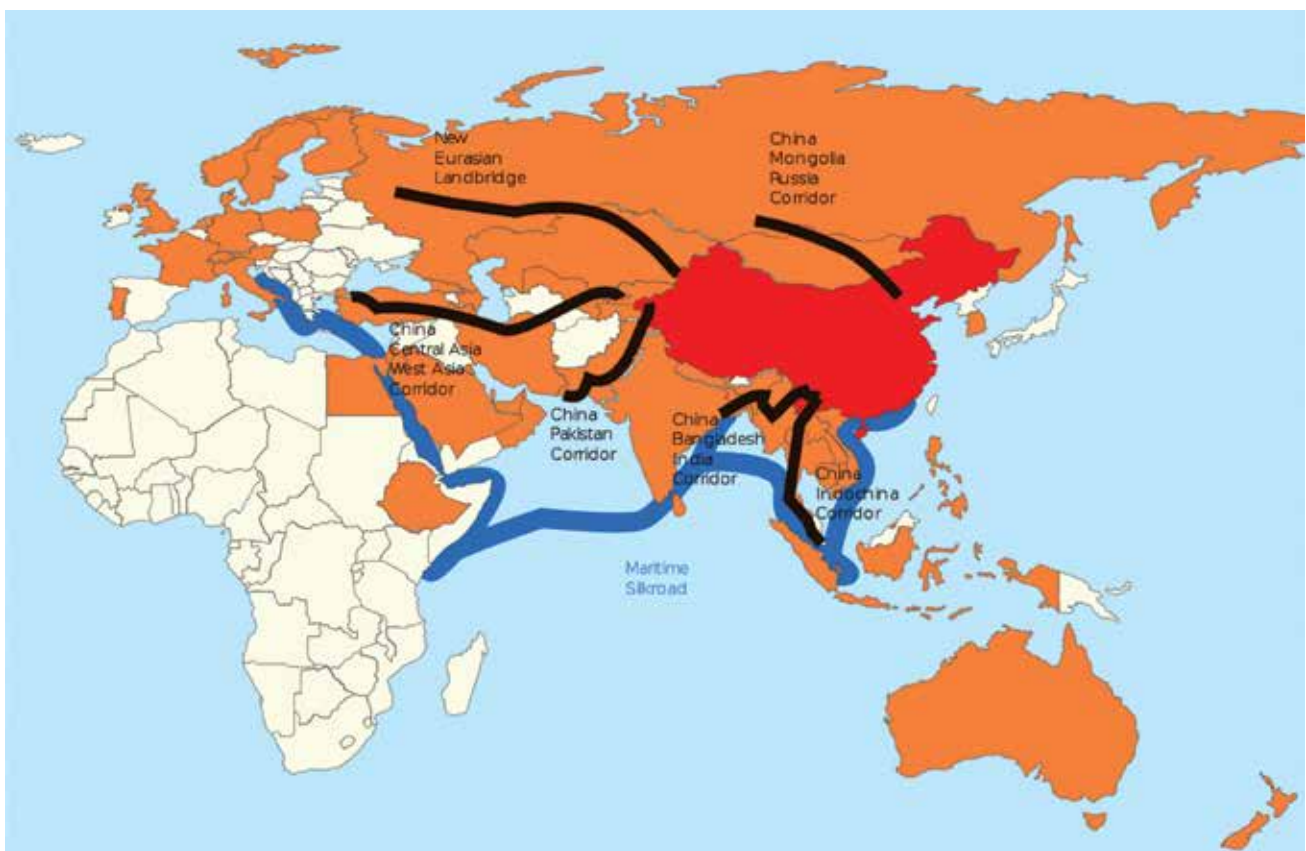 New
Eurasian
Landbridge
China
Mongolia
Russia
Corridor
China
Central Asia
West Asia
Corridor
China
Pakistan
Corridor
China
Bangladesh
India
Corridor
China
Indochina
Corridor
Maritime
Silkroad